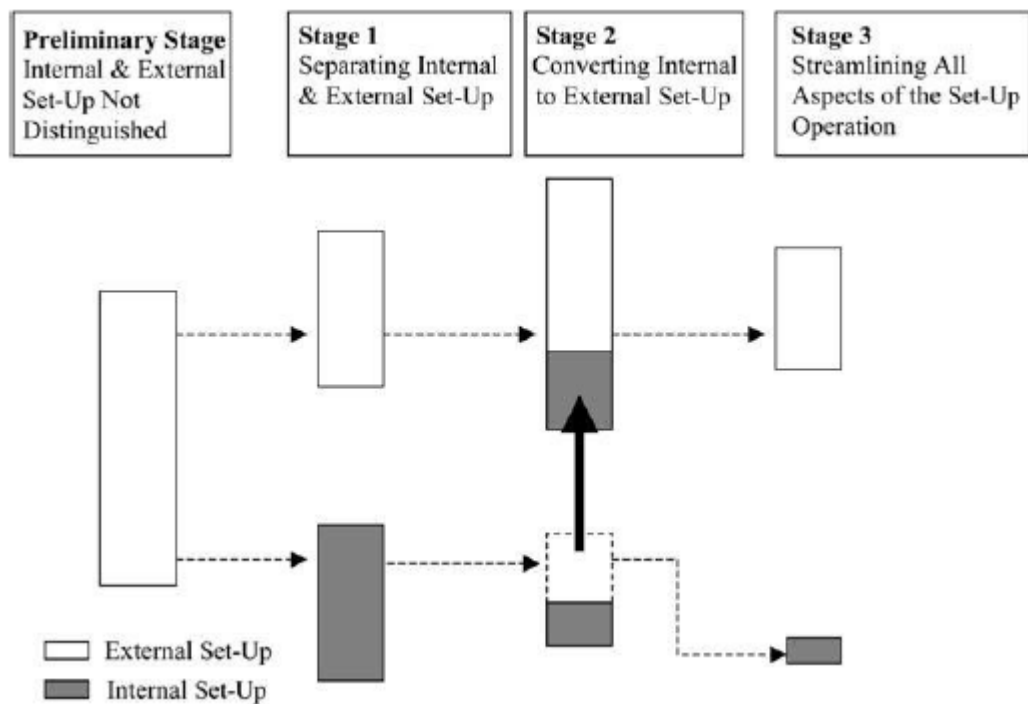 Preliminary Stage
Internal & External
Set-Up Not
Distinguished
Stage 1
Separating Internal
& External Set-Up
Stage 2
Converting Internal
to External Set-Up
Stage 3
Streamlining All
Aspects of the Set-Up
Operation
External Set-Up
Internal Set-Up